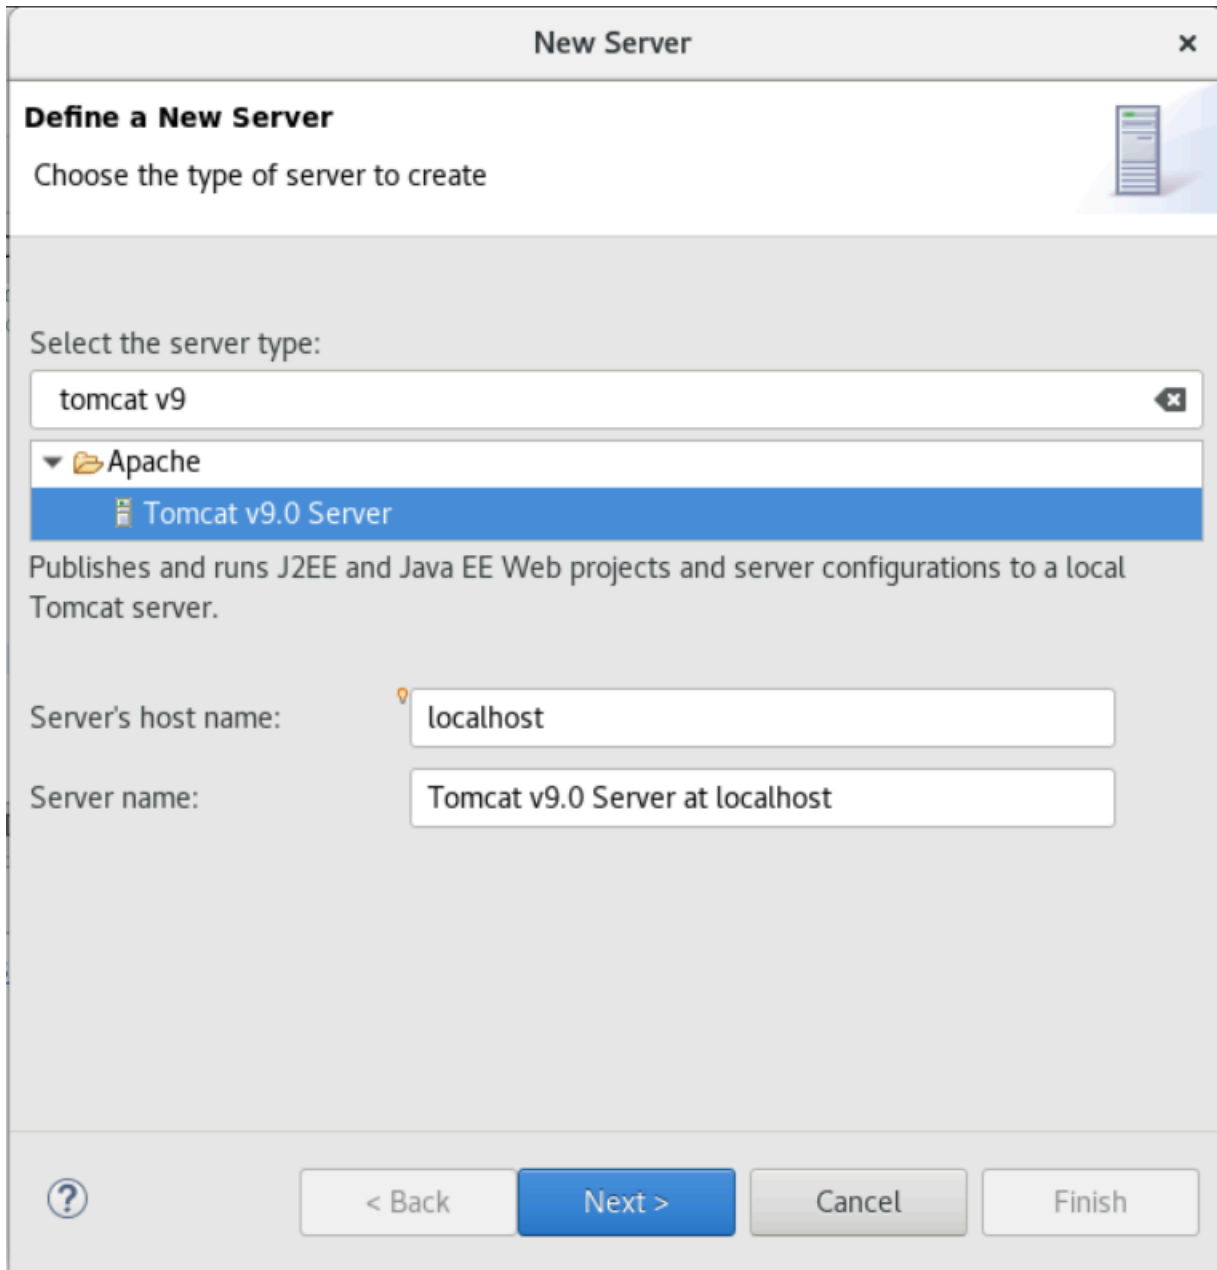 New Server
Define a New Server
Choose the type of server to create
Select the server type:
tomcat v9
Apache
Tomcat v9.0 Server
Publishes and runs J2EE and Java EE Web projects and server configurations to a local
Tomcat server.
Server's host name:
localhost
Server name:
Tomcat v9.0 Server at localhost
?
< Back
Next >
Cancel
Finish